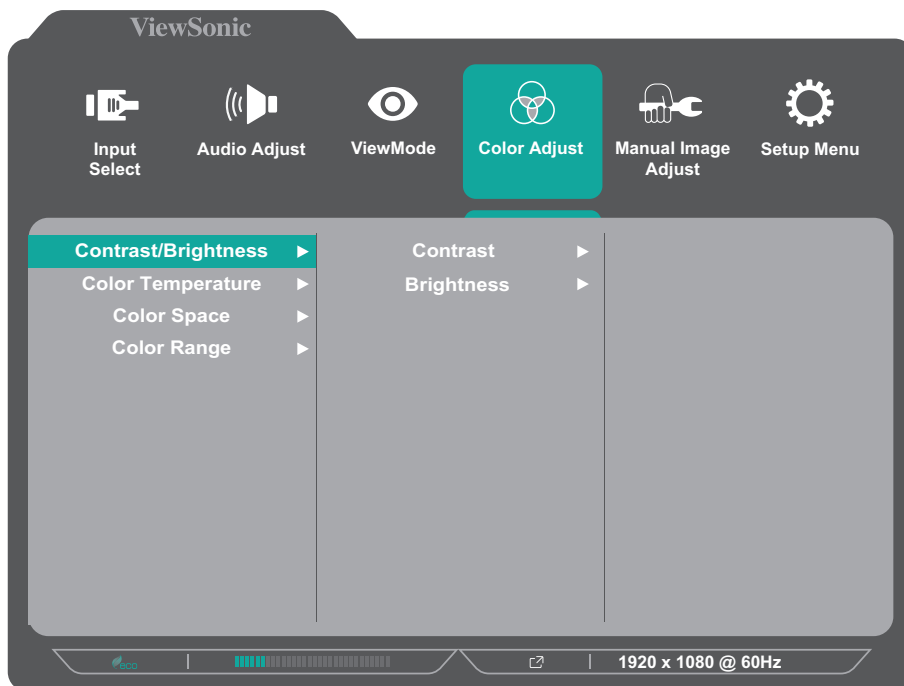 ViewSonic
Input
Select
Audio Adjust
ViewMode
Color Adjust
Manual Image
Adjust
Setup Menu
Contrast/Brightness
Color Temperature
Color Space
Color Range
Contrast
Brightness
eco
1920 x 1080 @ 60Hz